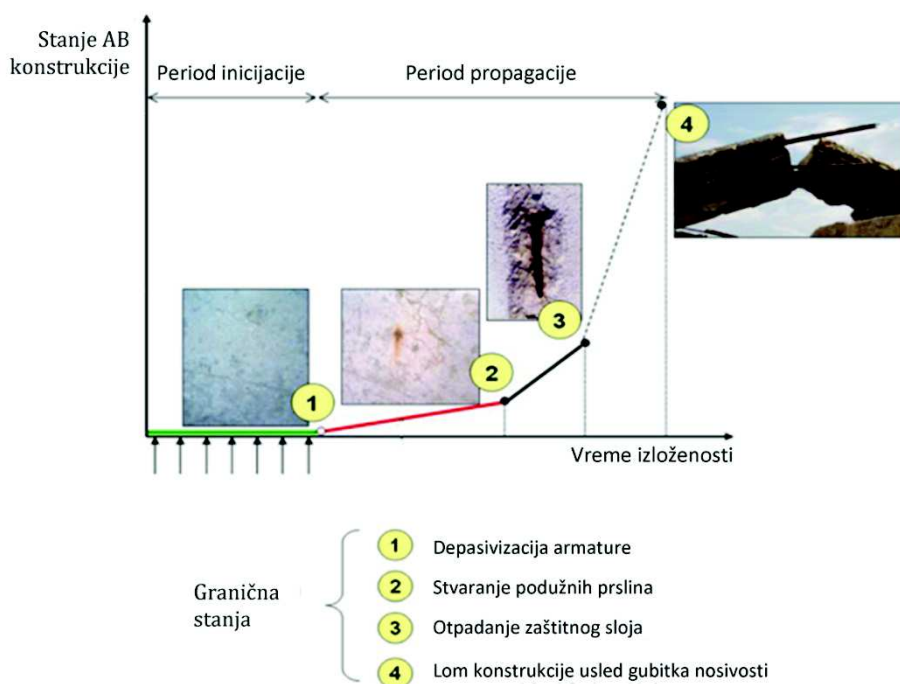 Stanje AB
konstrukcije
Period inicijacije
Period propagacije
4
3
2
1
Vreme izloženosti
Granična
stanja
1 Depasivizacija armature
2 Stvaranje podužnih prslina
3 Otpadanje zaštitnog sloja
4 Lom konstrukcije usled gubitka nosivosti